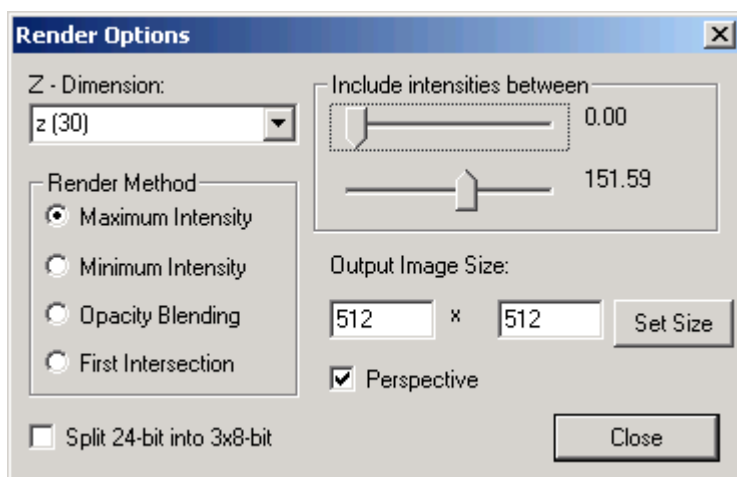 Render Options
Z - Dimension:
z (30)
Render Method
Maximum Intensity
Minimum Intensity
Opacity Blending
First Intersection
Split 24-bit into 3x8-bit
Include intensities between
0.00
151.59
Output Image Size:
512 x 512 Set Size
Perspective
Close